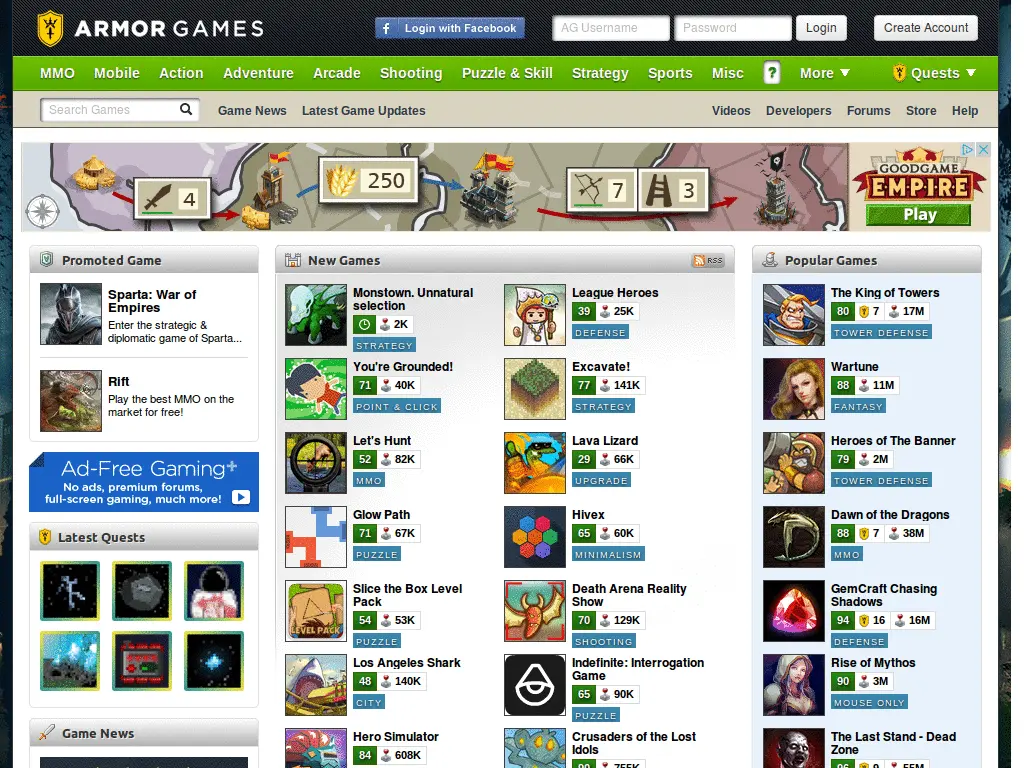 ARMOR GAMES
Login with Facebook
AG Username
Password
Login
Create Account
MMO Mobile Action Adventure Arcade Shooting Puzzle & Skill Strategy Sports Misc ? More Quests
Search Games
Game News Latest Game Updates
Videos Developers Forums Store Help
4
250
7
3
GOODGAME
EMPIRE
Play
Promoted Game
Sparta: War of
Empires
Enter the strategic &
diplomatic game of Sparta...
Rift
Play the best MMO on the
market for free!
Ad-Free Gaming+
No ads, premium forums,
full-screen gaming, much more!
Latest Quests
Game News
New Games
RSS
Monstown. Unnatural
selection
2K
STRATEGY
League Heroes
39 25K
DEFENSE
You're Grounded!
71 40K
POINT & CLICK
Excavate!
77 141K
STRATEGY
Let's Hunt
52 82K
MMO
Lava Lizard
29 66K
UPGRADE
Glow Path
71 67K
PUZZLE
Hivex
65 60K
MINIMALISM
LEVEL PACK
Slice the Box Level
Pack
54 53K
PUZZLE
Death Arena Reality
Show
70 129K
SHOOTING
Los Angeles Shark
48 140K
CITY
Indefinite: Interrogation
Game
65 90K
PUZZLE
Hero Simulator
84 608K
Crusaders of the Lost
Idols
90 755K
Popular Games
The King of Towers
80 7 17M
TOWER DEFENSE
Wartune
88 11M
FANTASY
Heroes of The Banner
79 2M
TOWER DEFENSE
Dawn of the Dragons
88 7 38M
MMO
GemCraft Chasing
Shadows
94 16 16M
DEFENSE
Rise of Mythos
90 3M
MOUSE ONLY
The Last Stand - Dead
Zone
96 9 55M